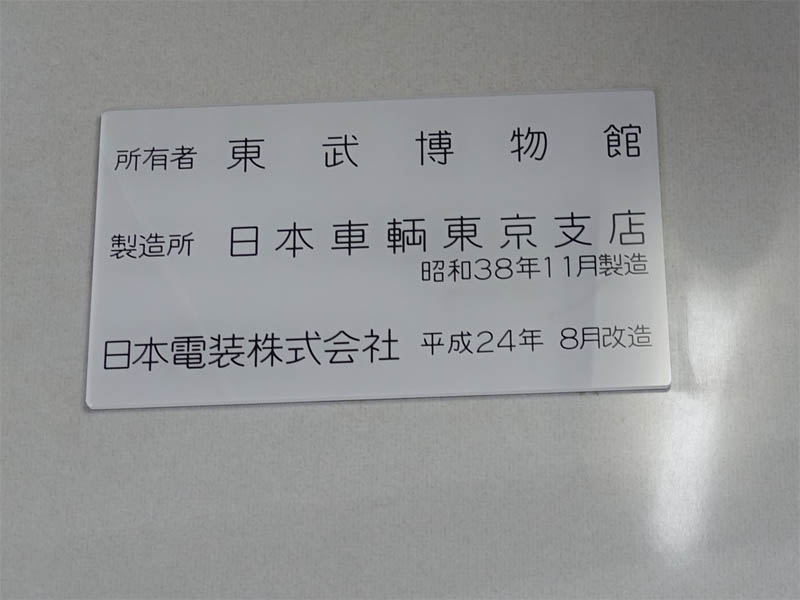 所有者 東武博物館
製造所 日本車輌東京支店
昭和38年11月製造
日本電装株式会社 平成24年 8月改造